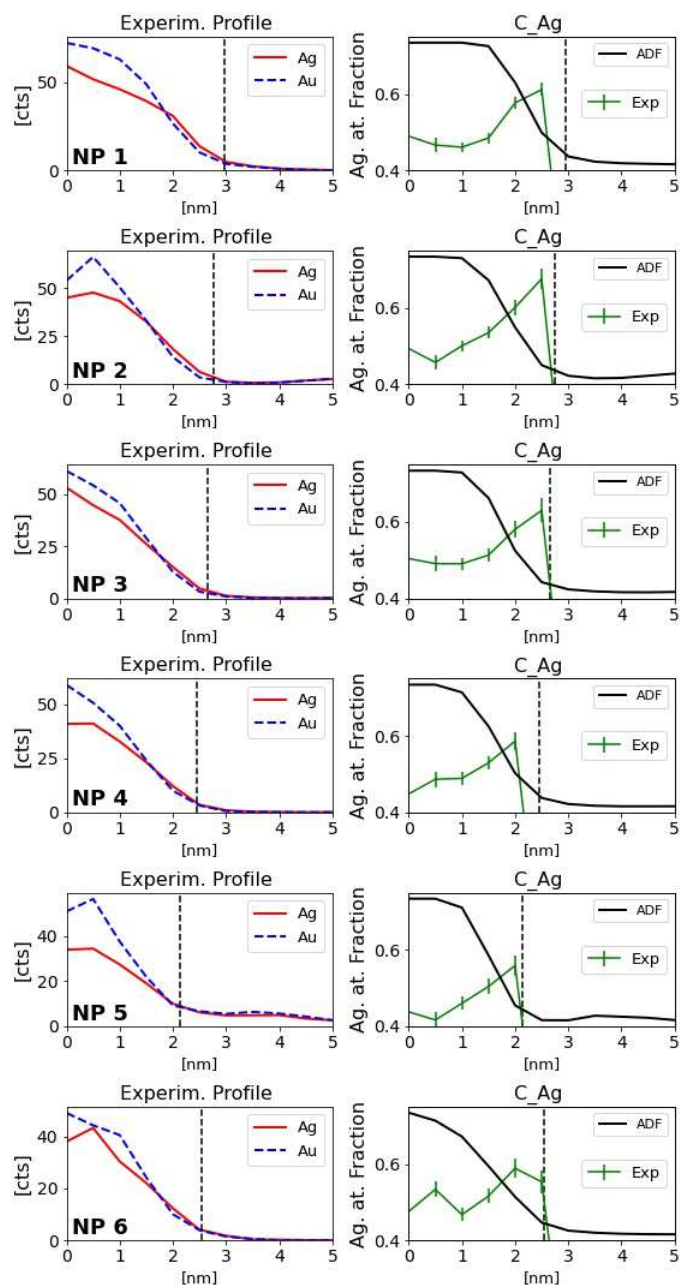 Experim. Profile
C_Ag
[cts]
50
0
Ag
Au
NP 1
0 1 2 3 4 5
[nm]
Ag. at. Fraction
0.6
0.4
ADF
Exp
0 1 2 3 4 5
[nm]
Experim. Profile
C_Ag
[cts]
50
25
0
Ag
Au
NP 2
0 1 2 3 4 5
[nm]
Ag. at. Fraction
0.6
0.4
ADF
Exp
0 1 2 3 4 5
[nm]
Experim. Profile
C_Ag
[cts]
50
25
0
Ag
Au
NP 3
0 1 2 3 4 5
[nm]
Ag. at. Fraction
0.6
0.4
ADF
Exp
0 1 2 3 4 5
[nm]
Experim. Profile
C_Ag
[cts]
50
25
0
Ag
Au
NP 4
0 1 2 3 4 5
[nm]
Ag. at. Fraction
0.6
0.4
ADF
Exp
0 1 2 3 4 5
[nm]
Experim. Profile
C_Ag
[cts]
40
20
0
Ag
Au
NP 5
0 1 2 3 4 5
[nm]
Ag. at. Fraction
0.6
0.4
ADF
Exp
0 1 2 3 4 5
[nm]
Experim. Profile
C_Ag
[cts]
40
20
0
Ag
Au
NP 6
0 1 2 3 4 5
[nm]
Ag. at. Fraction
0.6
0.4
ADF
Exp
0 1 2 3 4 5
[nm]